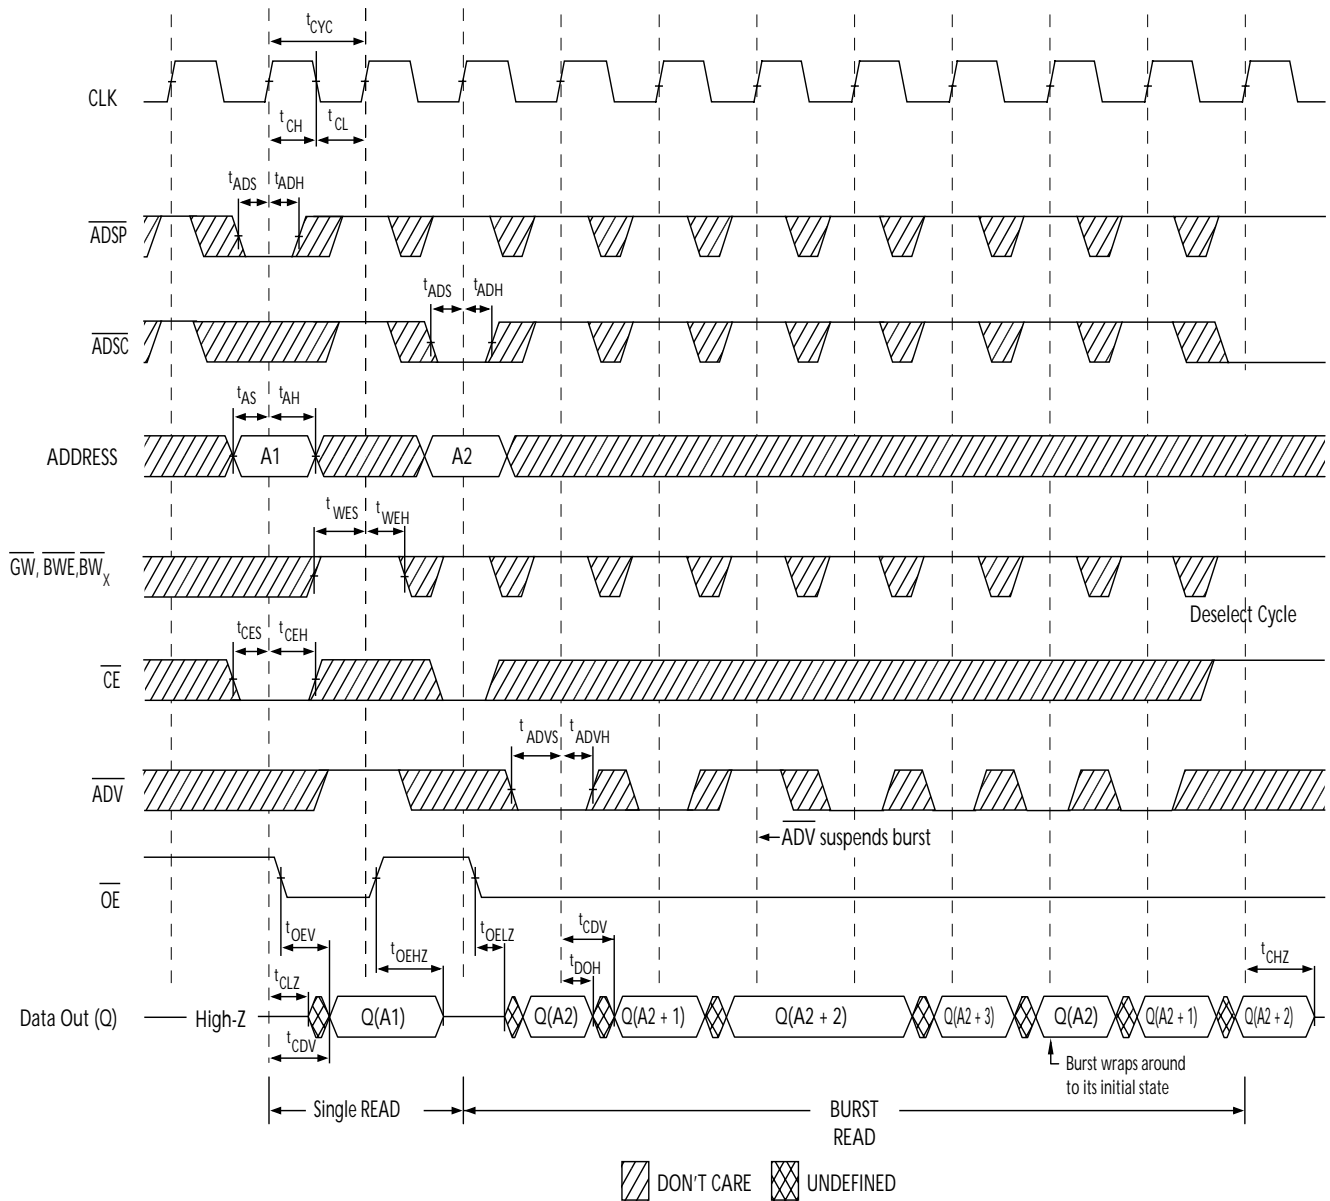 tCYC
CLK
tCH
tCL
tADS
tADH
ADSP
tADS
tADH
ADSC
tAS
tAH
ADDRESS
A1
A2
tWES
tWEH
GW, BWE,BWX
Deselect Cycle
tCES
tCEH
CE
tADVS
tADVH
ADV
ADV suspends burst
OE
tOEV
tOEHZ
tOELZ
tCDV
tCLZ
tDOH
tCHZ
Data Out (Q)
High-Z
Q(A1)
Q(A2)
Q(A2 + 1)
Q(A2 + 2)
Q(A2 + 3)
Q(A2)
Q(A2 + 1)
Q(A2 + 2)
tCDV
Burst wraps around
to its initial state
Single READ
BURST
READ
DON'T CARE
UNDEFINED